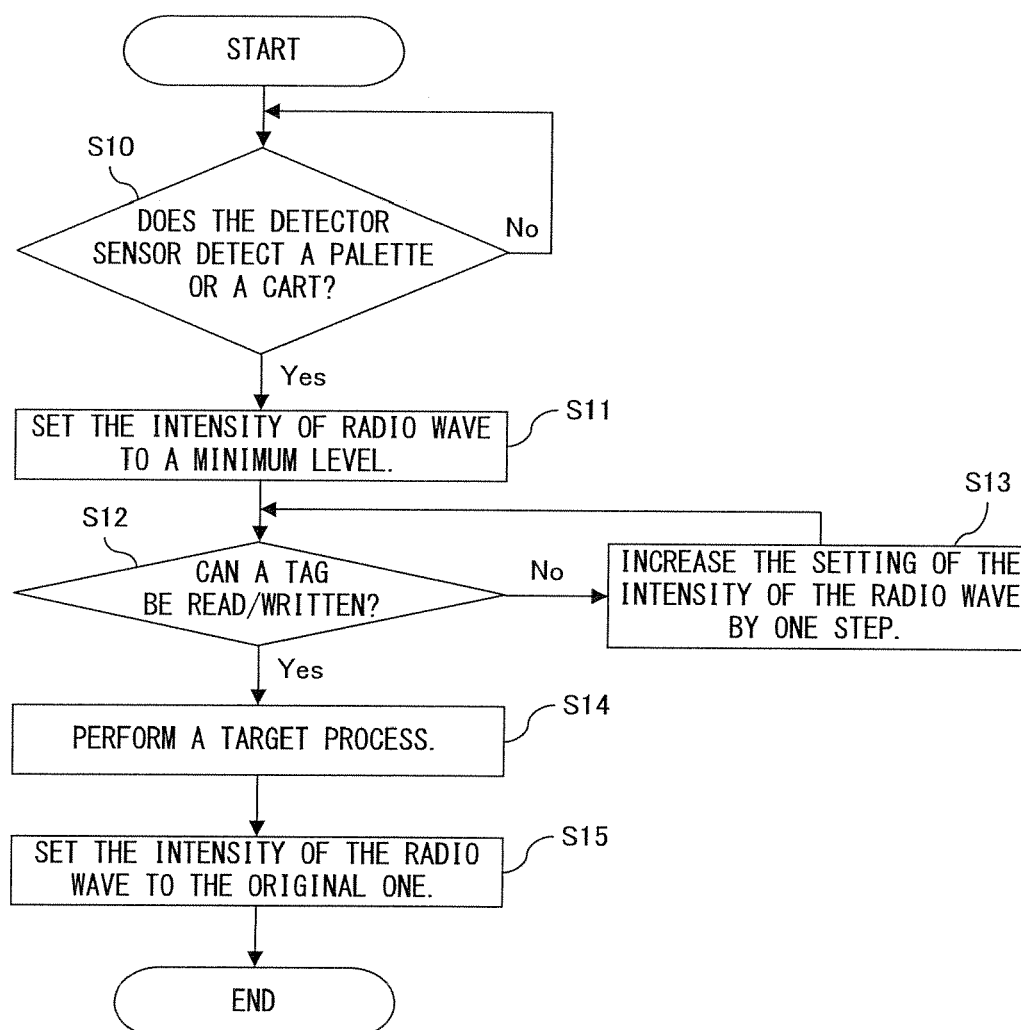 START
S10
DOES THE DETECTOR
SENSOR DETECT A PALETTE
OR A CART?
No
Yes
SET THE INTENSITY OF RADIO WAVE
TO A MINIMUM LEVEL.
S11
S12
CAN A TAG
BE READ/WRITTEN?
No
S13
INCREASE THE SETTING OF THE
INTENSITY OF THE RADIO WAVE
BY ONE STEP.
Yes
PERFORM A TARGET PROCESS.
S14
SET THE INTENSITY OF THE RADIO
WAVE TO THE ORIGINAL ONE.
S15
END